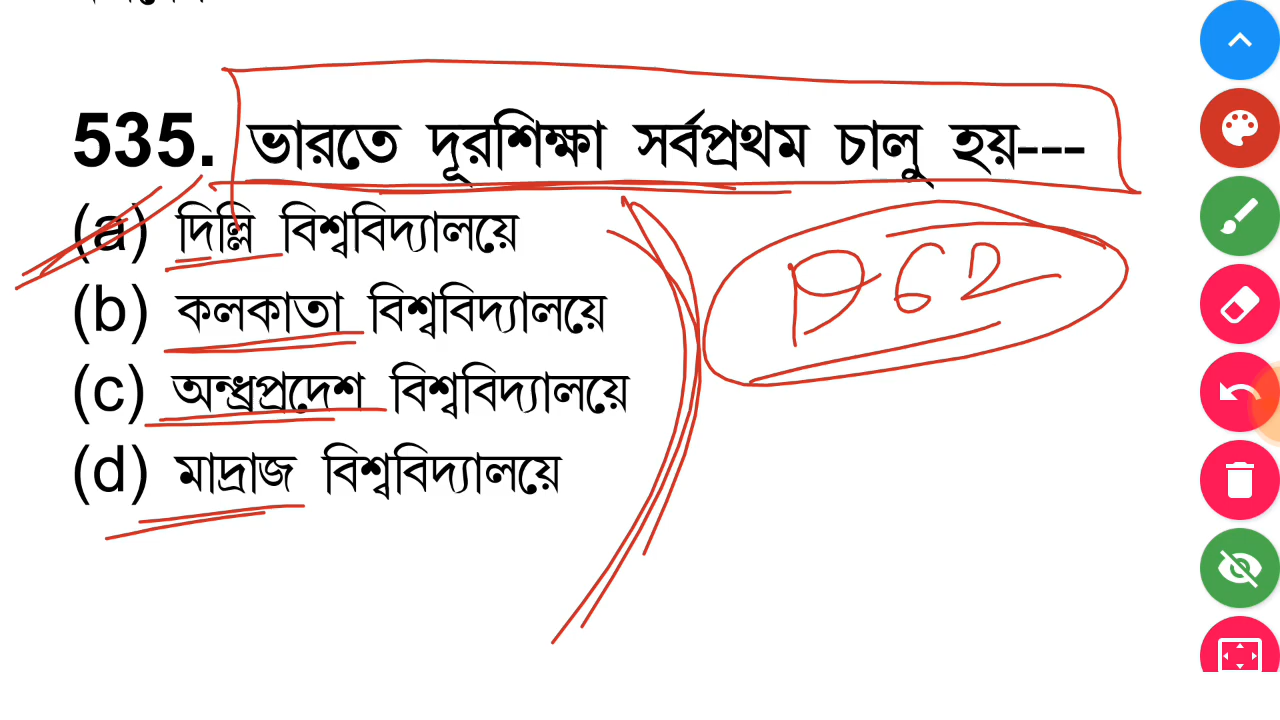 535. ভারতে দূরশিক্ষা সর্বপ্রথম চালু হয়---
(a) দিল্লি বিশ্ববিদ্যালয়ে
(b) কলকাতা বিশ্ববিদ্যালয়ে
(c) অন্ধ্রপ্রদেশ বিশ্ববিদ্যালয়ে
(d) মাদ্রাজ বিশ্ববিদ্যালয়ে